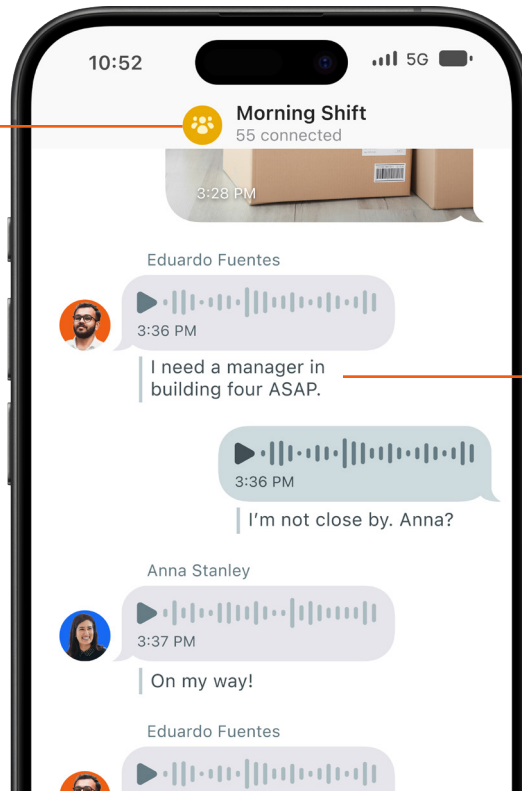 10:52
5G
Morning Shift
55 connected
3:28 PM
Eduardo Fuentes
3:36 PM
I need a manager in
building four ASAP.
3:36 PM
I’m not close by. Anna?
Anna Stanley
3:37 PM
On my way!
Eduardo Fuentes